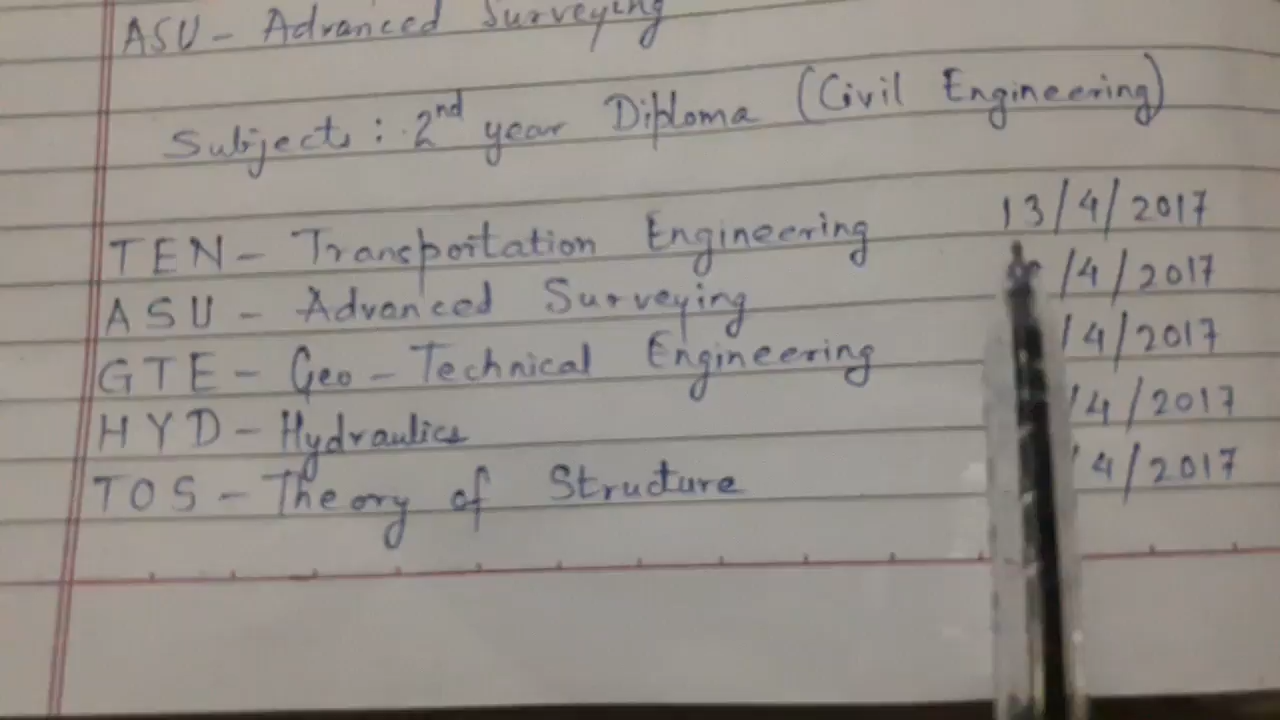 ASU - Advanced Surveying
Subjects : 2nd year Diploma (Civil Engineering)
TEN - Transportation Engineering 13/4/2017
ASU - Advanced Surveying /4/2017
GTE - Geo - Technical Engineering /4/2017
HYD - Hydraulics /4/2017
TOS - Theory of Structure /4/2017